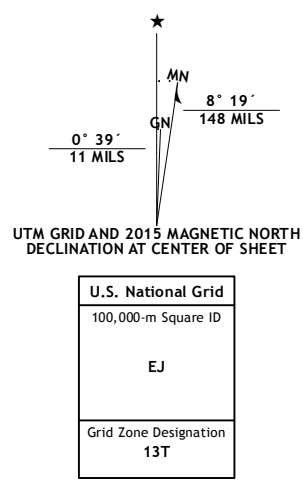 ★
MN
GN
8° 19´
148 MILS
0° 39´
11 MILS
UTM GRID AND 2015 MAGNETIC NORTH
DECLINATION AT CENTER OF SHEET
U.S. National Grid
100,000-m Square ID
EJ
Grid Zone Designation
13T